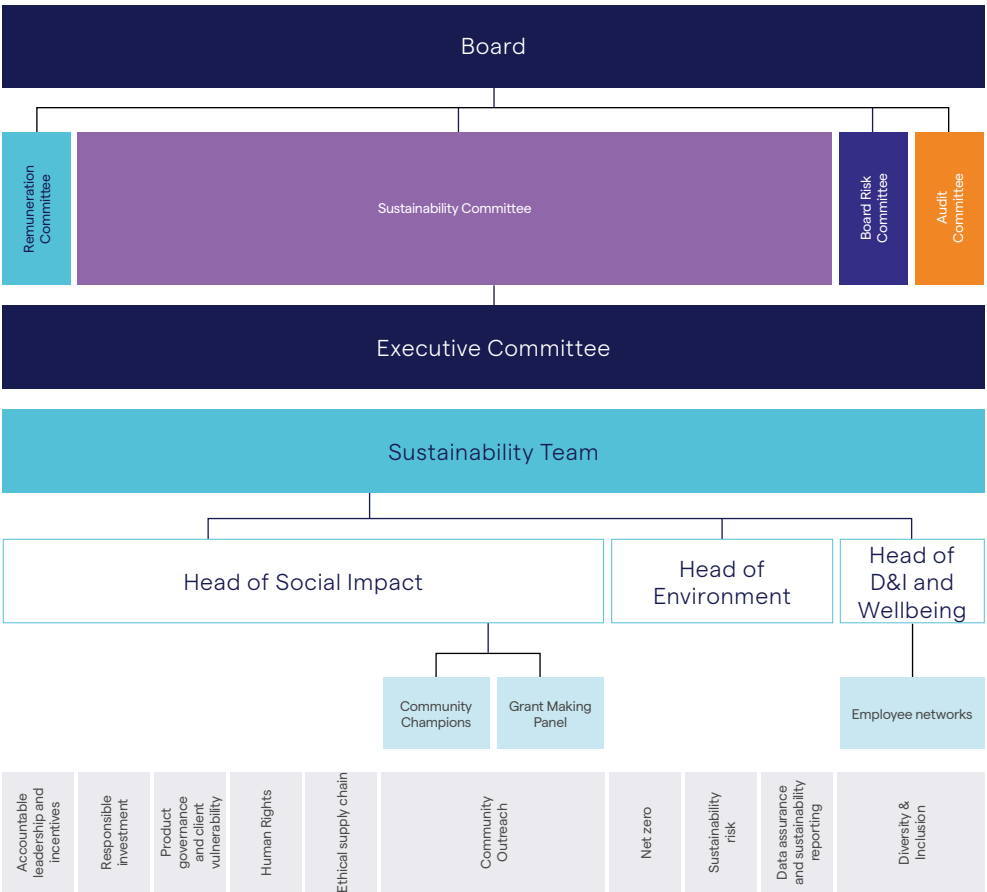 Board
Remuneration
Committee
Sustainability Committee
Board Risk
Committee
Audit
Committee
Executive Committee
Sustainability Team
Head of Social Impact
Head of
Environment
Head of
D&I and
Wellbeing
Community
Champions
Grant Making
Panel
Employee networks
Accountable
leadership and
incentives
Responsible
investment
Product
governance
and client
vulnerability
Human Rights
Ethical supply chain
Community
Outreach
Net zero
Sustainability
risk
Data assurance
and sustainability
reporting
Diversity &
Inclusion